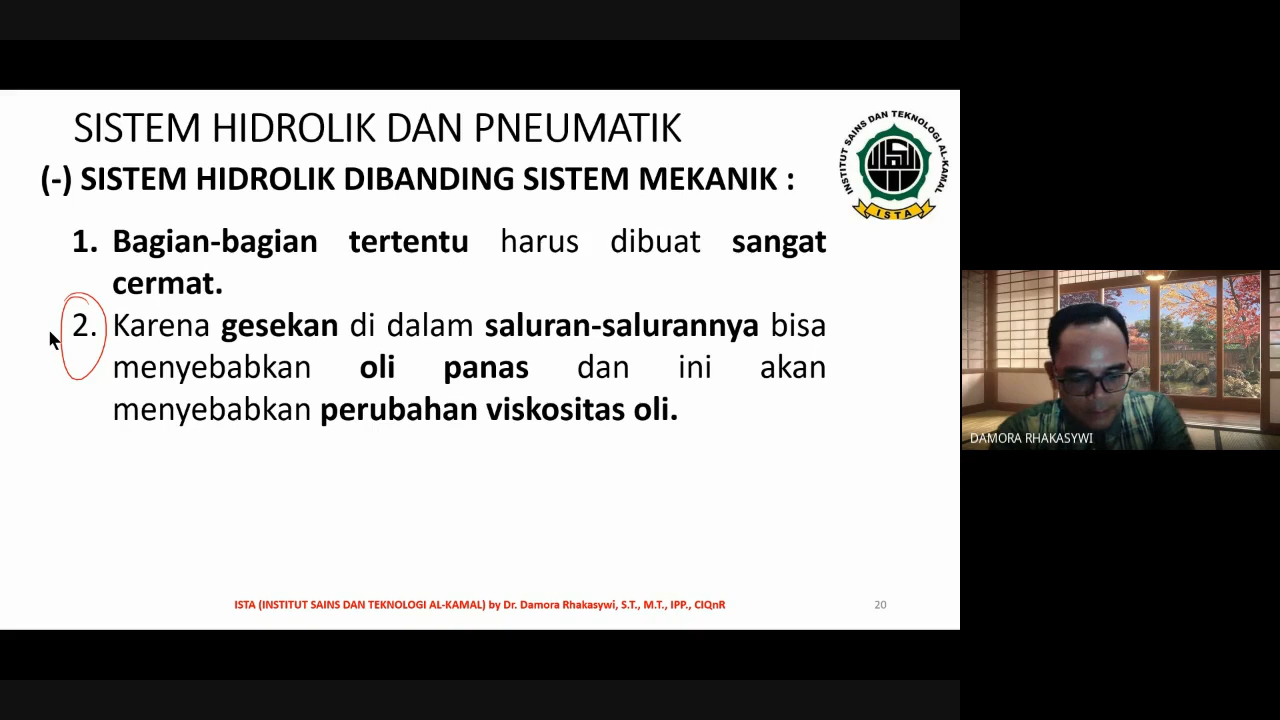 SISTEM HIDROLIK DAN PNEUMATIK
(-) SISTEM HIDROLIK DIBANDING SISTEM MEKANIK :
INSTITUT SAINS DAN TEKNOLOGI AL-KAMAL
ISTA
1. Bagian-bagian tertentu harus dibuat sangat
cermat.
2. Karena gesekan di dalam saluran-salurannya bisa
menyebabkan oli panas dan ini akan
menyebabkan perubahan viskositas oli.
DAMORA RHAKASYWI
ISTA (INSTITUT SAINS DAN TEKNOLOGI AL-KAMAL) by Dr. Damora Rhakasywi, S.T., M.T., IPP., CIQnR
20